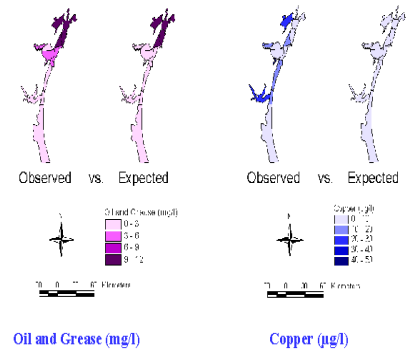 Observed vs. Expected
Observed vs. Expected
N
Oil and Grease (mg/l)
0 - 3
3 - 6
6 - 9
9 - 12
Kilometers
N
Copper (µg/l)
0 - 10
10 - 20
20 - 30
30 - 40
40 - 50
Kilometers
Oil and Grease (mg/l)
Copper (µg/l)